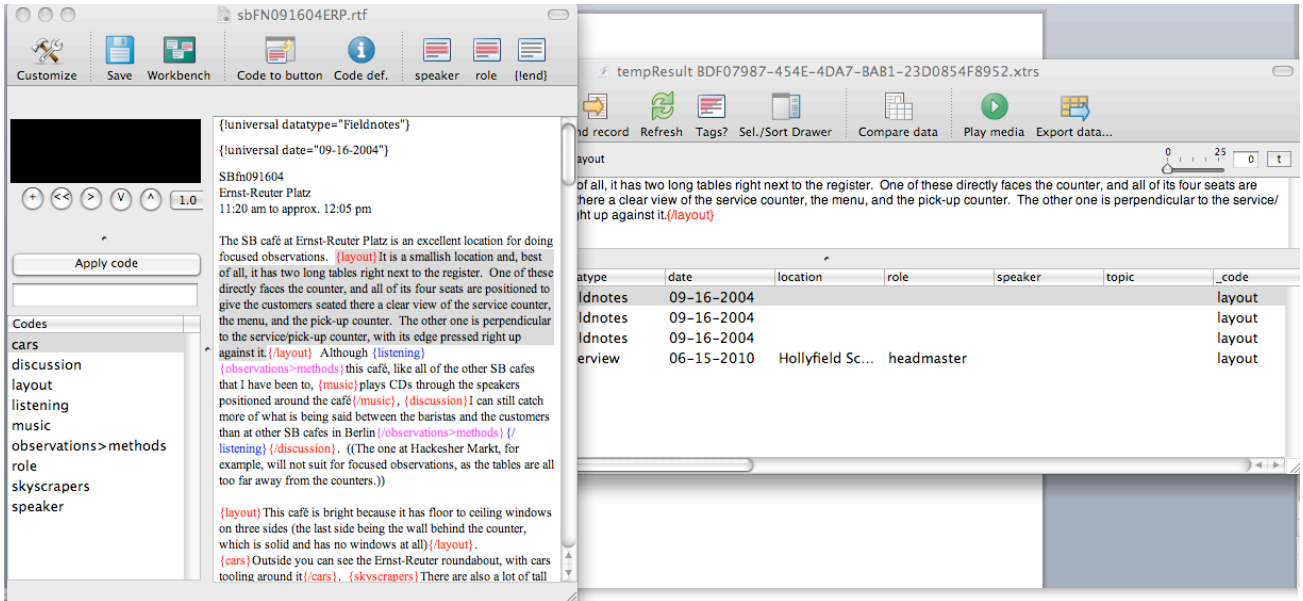 sbFN091604ERP.rtf
Customize Save Workbench Code to button Code def. speaker role {!end}
1.0
Apply code
Codes
cars
discussion
layout
listening
music
observations>methods
role
skyscrapers
speaker
{!universal datatype="Fieldnotes"}
{!universal date="09-16-2004"}
SBfn091604
Ernst-Reuter Platz
11:20 am to approx. 12:05 pm
The SB café at Ernst-Reuter Platz is an excellent location for doing
focused observations. {layout}It is a smallish location and, best
of all, it has two long tables right next to the register. One of these
directly faces the counter, and all of its four seats are positioned to
give the customers seated there a clear view of the service counter,
the menu, and the pick-up counter. The other one is perpendicular
to the service/pick-up counter, with its edge pressed right up
against it.{/layout} Although {listening}
{observations>methods}this café, like all of the other SB cafes
that I have been to, {music}plays CDs through the speakers
positioned around the café{/music}, {discussion}I can still catch
more of what is being said between the baristas and the customers
than at other SB cafes in Berlin{/observations>methods}{/
listening}{/discussion}. ((The one at Hackesher Markt, for
example, will not suit for focused observations, as the tables are all
too far away from the counters.))
{layout}This café is bright because it has floor to ceiling windows
on three sides (the last side being the wall behind the counter,
which is solid and has no windows at all){/layout}.
{cars}Outside you can see the Ernst-Reuter roundabout, with cars
tooling around it{/cars}. {skyscrapers}There are also a lot of tall
tempResult BDF07987-454E-4DA7-BAB1-23D0854F8952.xtrs
nd record Refresh Tags? Sel./Sort Drawer Compare data Play media Export data...
ayout 0 25 0 t
of all, it has two long tables right next to the register. One of these directly faces the counter, and all of its four seats are
there a clear view of the service counter, the menu, and the pick-up counter. The other one is perpendicular to the service/
ht up against it.{/layout}
atype date location role speaker topic _code
ldnotes 09-16-2004 layout
ldnotes 09-16-2004 layout
ldnotes 09-16-2004 layout
erview 06-15-2010 Hollyfield Sc... headmaster layout